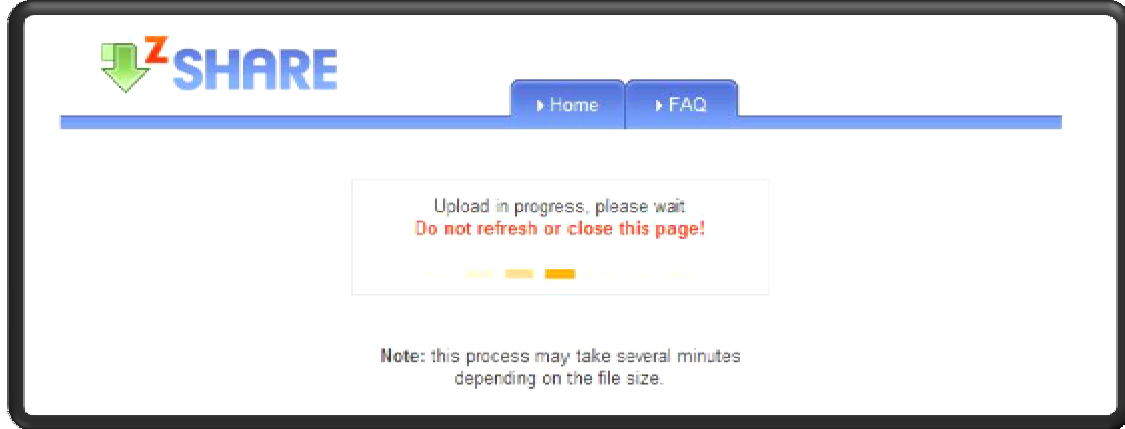 ZSHARE
Home
FAQ
Upload in progress, please wait
Do not refresh or close this page!
Note: this process may take several minutes
depending on the file size.